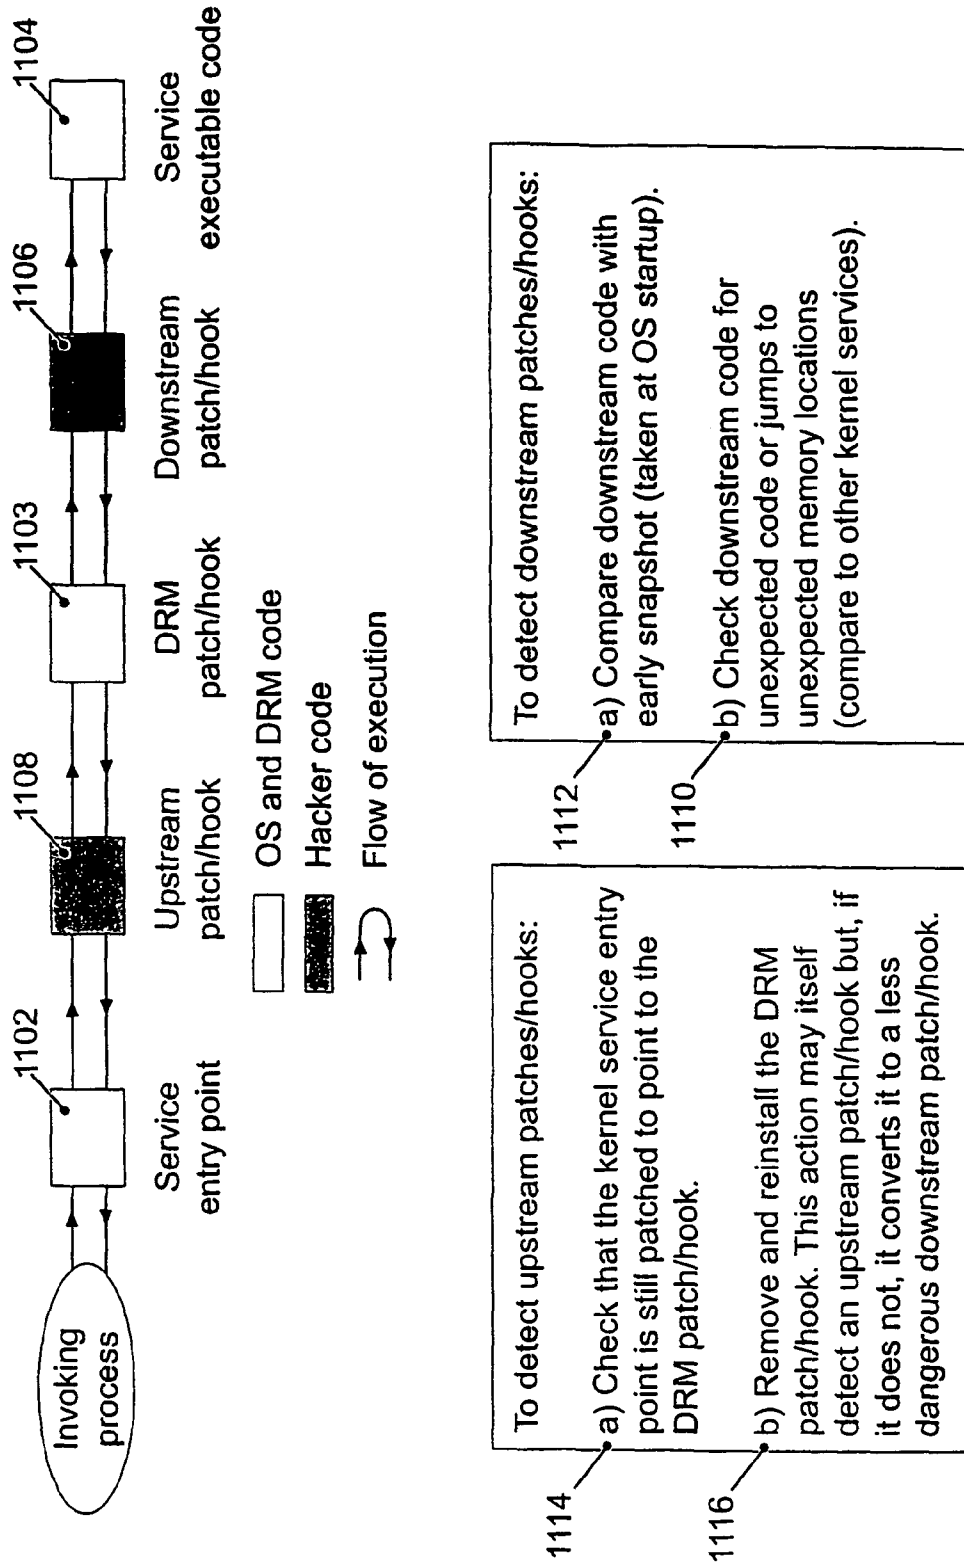 1102
1108
1103
1106
1104
Invoking
process
Service
entry point
Upstream
patch/hook
DRM
patch/hook
Downstream
patch/hook
Service
executable code
OS and DRM code
Hacker code
Flow of execution
To detect upstream patches/hooks:
1114
a) Check that the kernel service entry
point is still patched to point to the
DRM patch/hook.
1116
b) Remove and reinstall the DRM
patch/hook. This action may itself
detect an upstream patch/hook but, if
it does not, it converts it to a less
dangerous downstream patch/hook.
To detect downstream patches/hooks:
1112
a) Compare downstream code with
early snapshot (taken at OS startup).
1110
b) Check downstream code for
unexpected code or jumps to
unexpected memory locations
(compare to other kernel services).